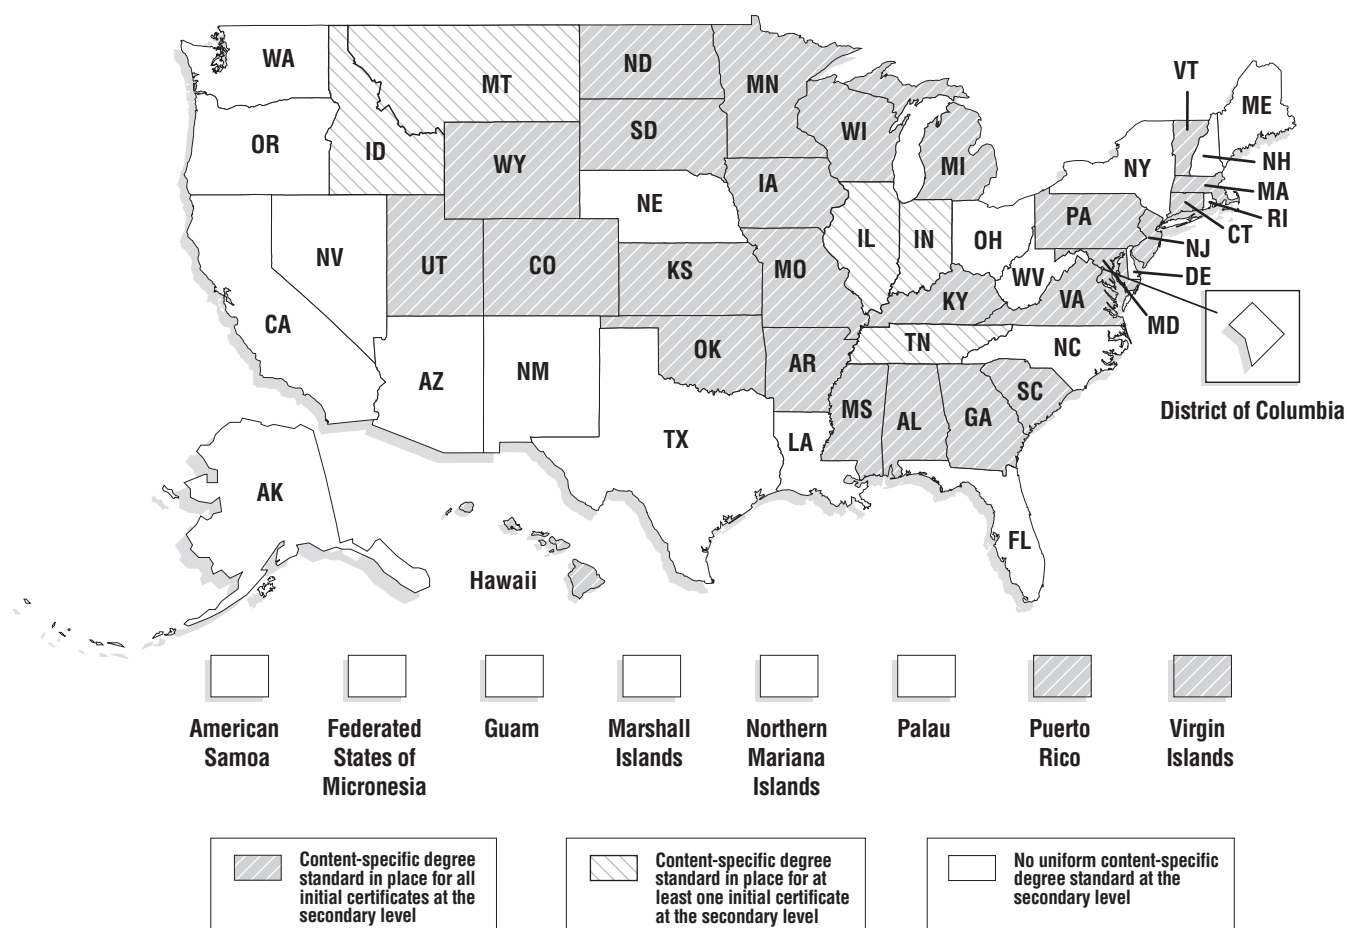 WA
MT
ND
MN
VT
ME
OR
ID
SD
WI
MI
NY
NH
WY
IA
MA
NE
PA
RI
CT
NV
UT
CO
KS
MO
IL
IN
OH
NJ
WV
DE
KY
VA
CA
MD
TN
NC
OK
AR
AZ
NM
SC
MS
AL
GA
District of Columbia
TX
LA
AK
FL
Hawaii
American
Samoa
Federated
States of
Micronesia
Guam
Marshall
Islands
Northern
Mariana
Islands
Palau
Puerto
Rico
Virgin
Islands
Content-specific degree
standard in place for all
initial certificates at the
secondary level
Content-specific degree
standard in place for at
least one initial certificate
at the secondary level
No uniform content-specific
degree standard at the
secondary level